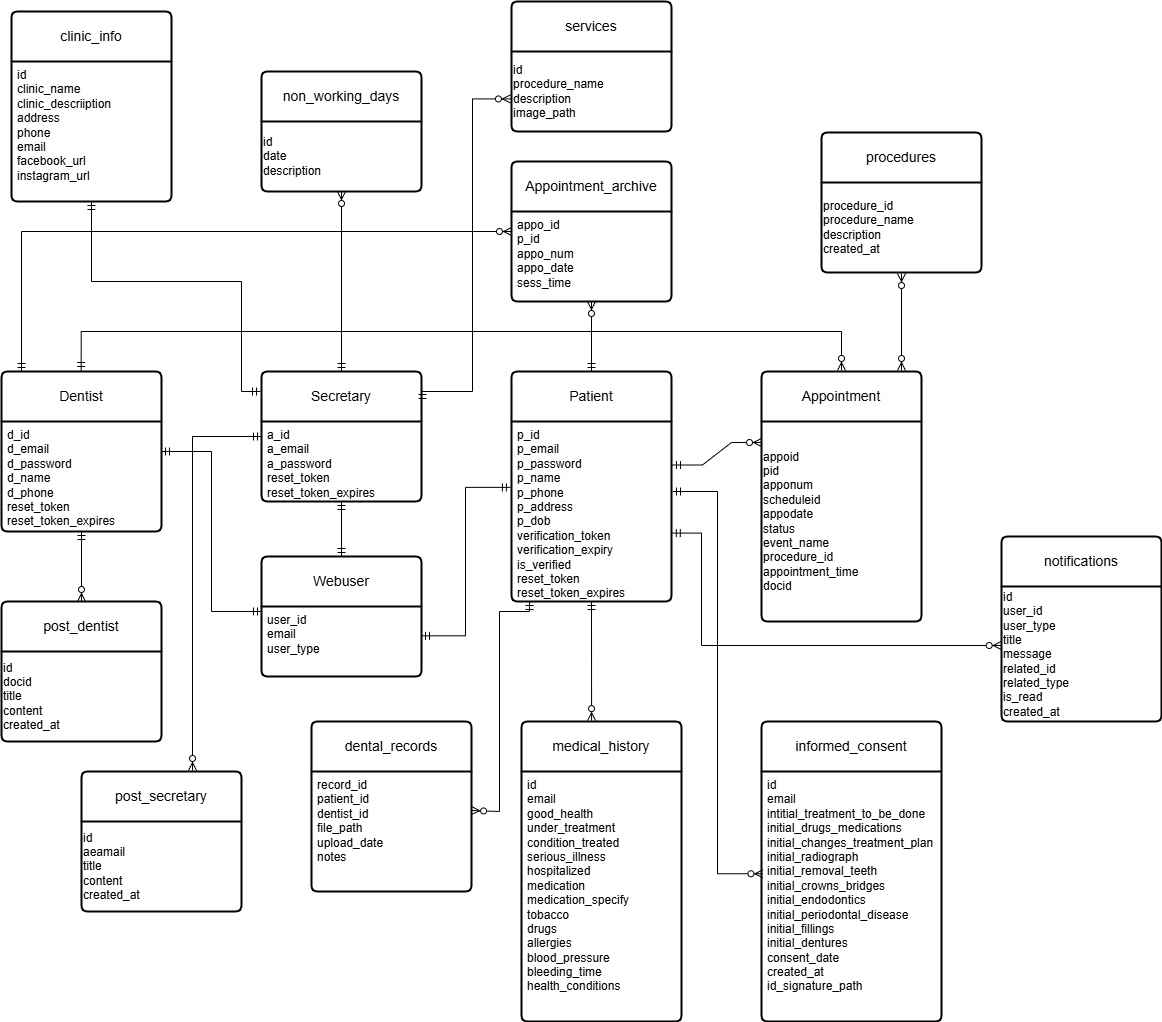 clinic_info
id
clinic_name
clinic_descriiption
address
phone
email
facebook_url
instagram_url
non_working_days
id
date
description
services
id
procedure_name
description
image_path
Appointment_archive
appo_id
p_id
appo_num
appo_date
sess_time
procedures
procedure_id
procedure_name
description
created_at
Dentist
d_id
d_email
d_password
d_name
d_phone
reset_token
reset_token_expires
Secretary
a_id
a_email
a_password
reset_token
reset_token_expires
Patient
p_id
p_email
p_password
p_name
p_phone
p_address
p_dob
verification_token
verification_expiry
is_verified
reset_token
reset_token_expires
Appointment
appoid
pid
apponum
scheduleid
appodate
status
event_name
procedure_id
appointment_time
docid
Webuser
user_id
email
user_type
notifications
id
user_id
user_type
title
message
related_id
related_type
is_read
created_at
post_dentist
id
docid
title
content
created_at
post_secretary
id
aeamail
title
content
created_at
dental_records
record_id
patient_id
dentist_id
file_path
upload_date
notes
medical_history
id
email
good_health
under_treatment
condition_treated
serious_illness
hospitalized
medication
medication_specify
tobacco
drugs
allergies
blood_pressure
bleeding_time
health_conditions
informed_consent
id
email
intitial_treatment_to_be_done
initial_drugs_medications
initial_changes_treatment_plan
initial_radiograph
initial_removal_teeth
initial_crowns_bridges
initial_endodontics
initial_periodontal_disease
initial_fillings
initial_dentures
consent_date
created_at
id_signature_path